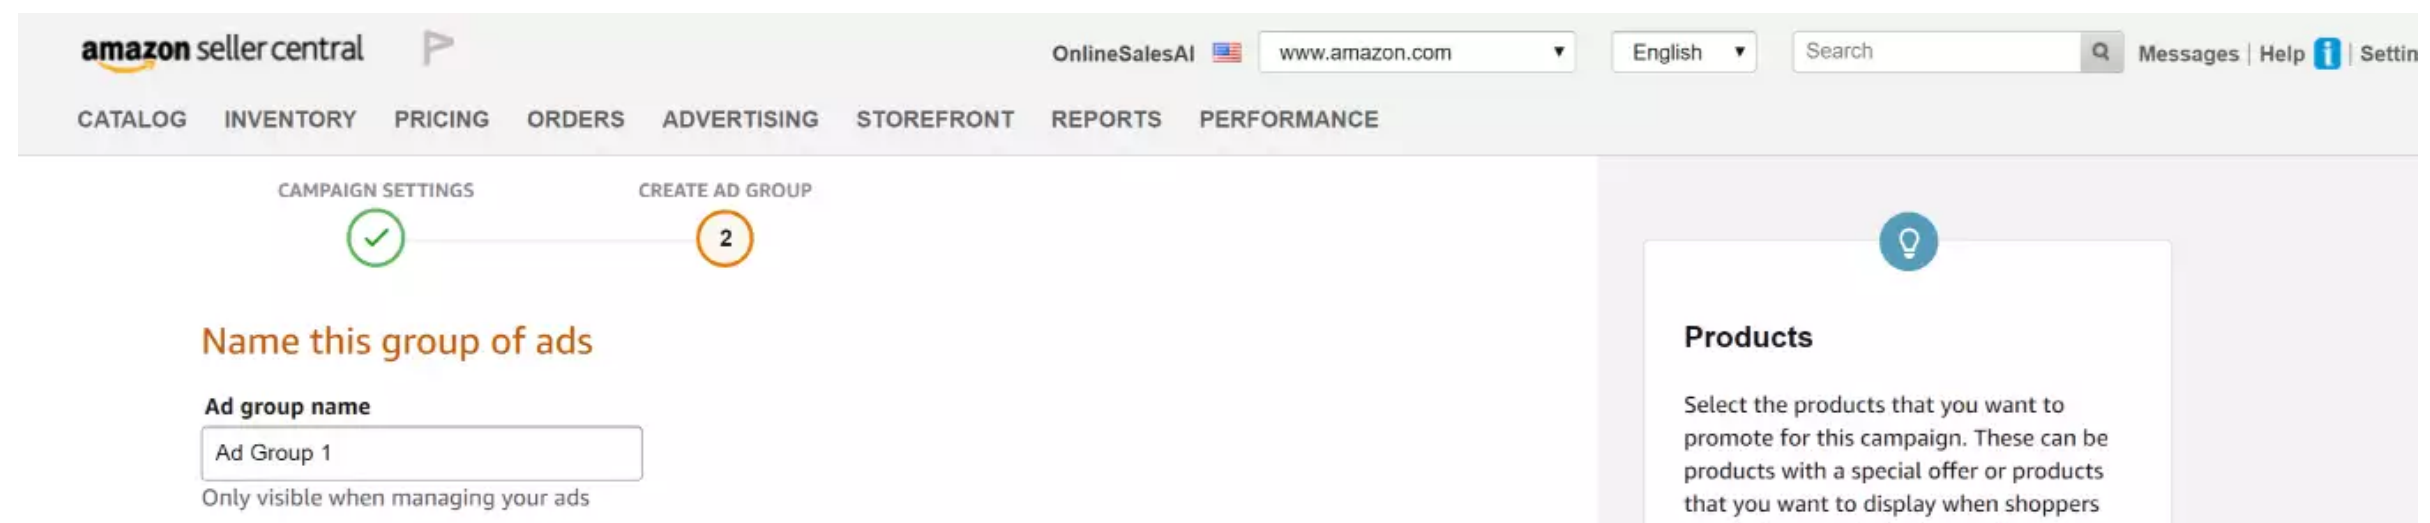 amazon seller central
OnlineSalesAI www.amazon.com English Search Messages | Help i |
CATALOG INVENTORY PRICING ORDERS ADVERTISING STOREFRONT REPORTS PERFORMANCE
CAMPAIGN SETTINGS CREATE AD GROUP
2
Name this group of ads
Ad group name
Ad Group 1
Only visible when managing your ads
Products
Select the products that you want to
promote for this campaign. These can be
products with a special offer or products
that you want to display when shoppers